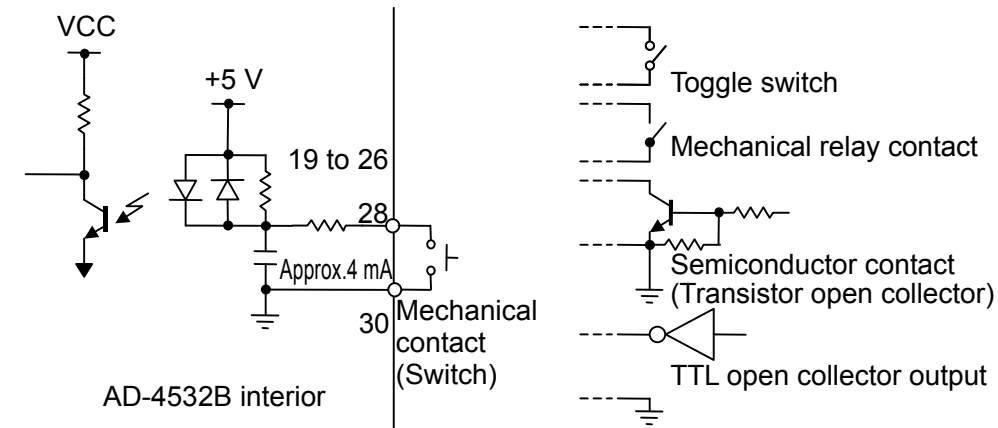 VCC
+5 V
19 to 26
28
Approx.4 mA
30
Mechanical
contact
(Switch)
AD-4532B interior
Toggle switch
Mechanical relay contact
Semiconductor contact
(Transistor open collector)
TTL open collector output